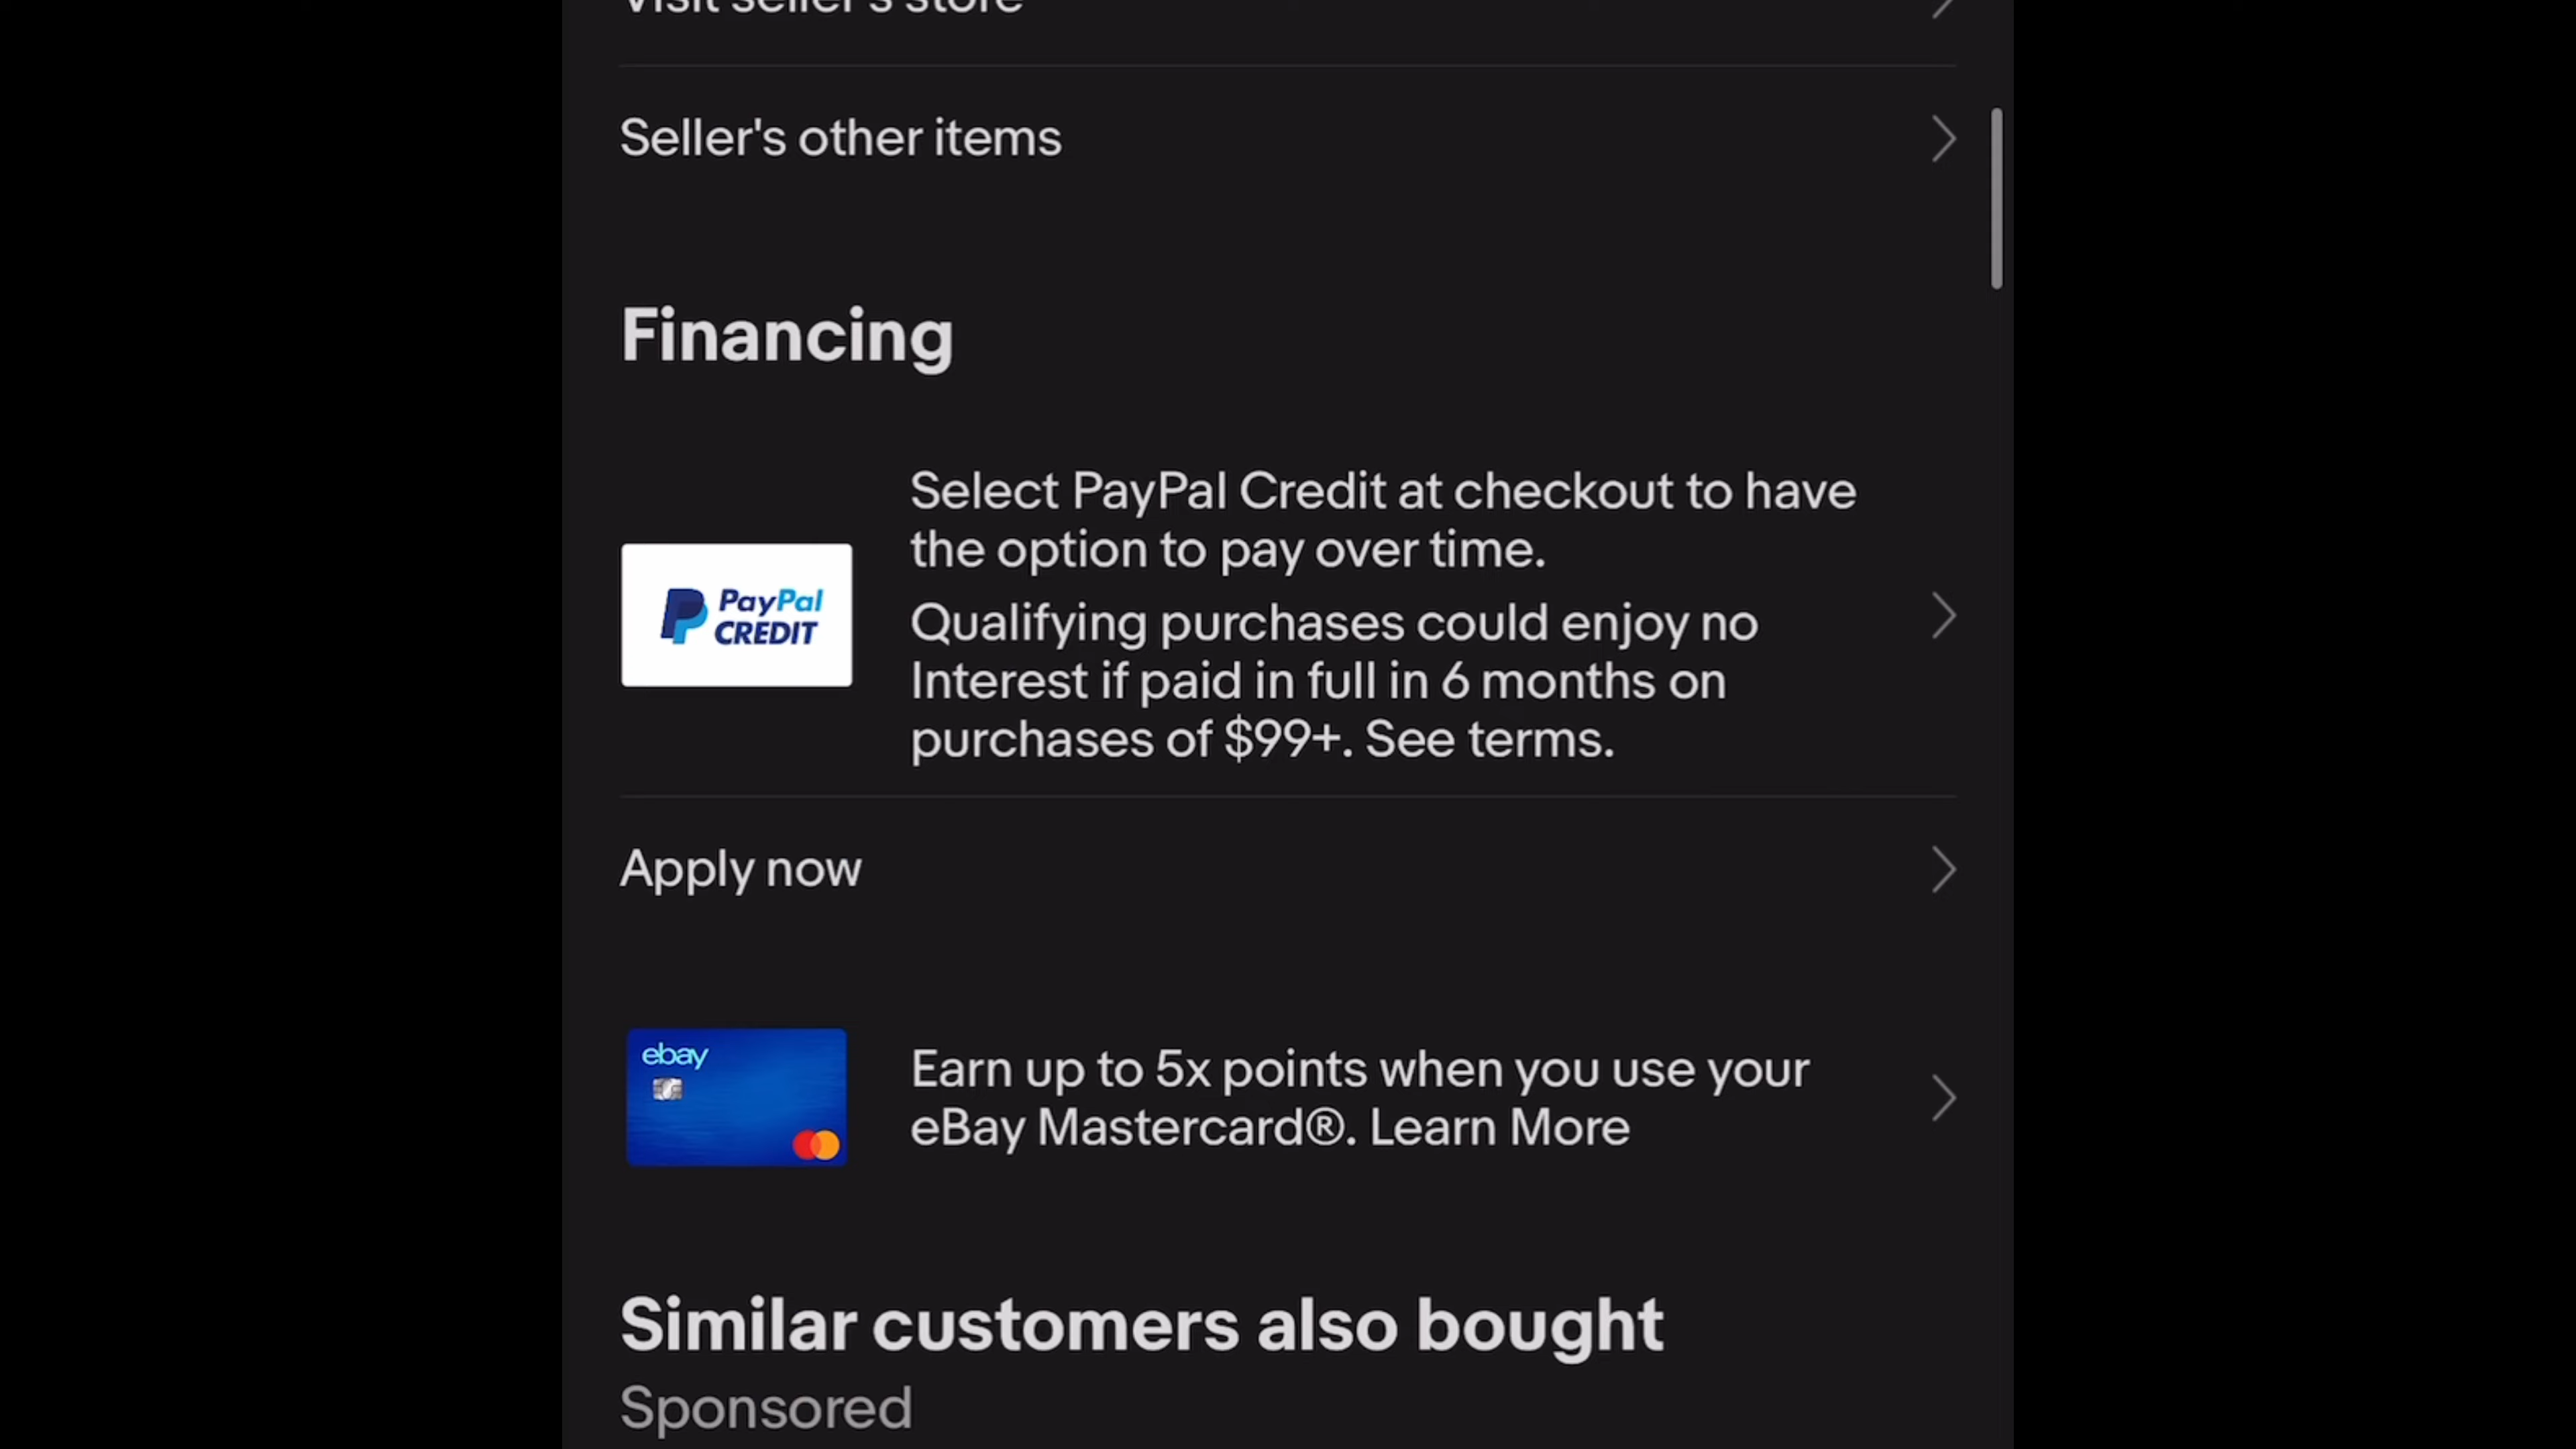 Visit seller's store
Seller's other items
Financing
PayPal
CREDIT
Select PayPal Credit at checkout to have
the option to pay over time.
Qualifying purchases could enjoy no
Interest if paid in full in 6 months on
purchases of $99+. See terms.
Apply now
ebay
Earn up to 5x points when you use your
eBay Mastercard®. Learn More
Similar customers also bought
Sponsored